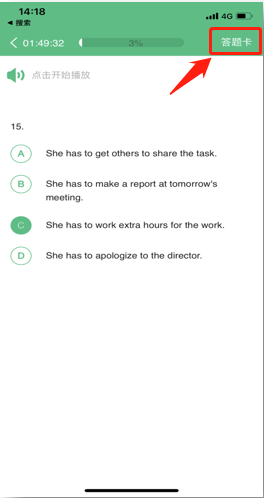 14:18
4G
◀ 搜索
01:49:32
3%
答题卡
点击开始播放
15.
A
She has to get others to share the task.
B
She has to make a report at tomorrow's
meeting.
C
She has to work extra hours for the work.
D
She has to apologize to the director.